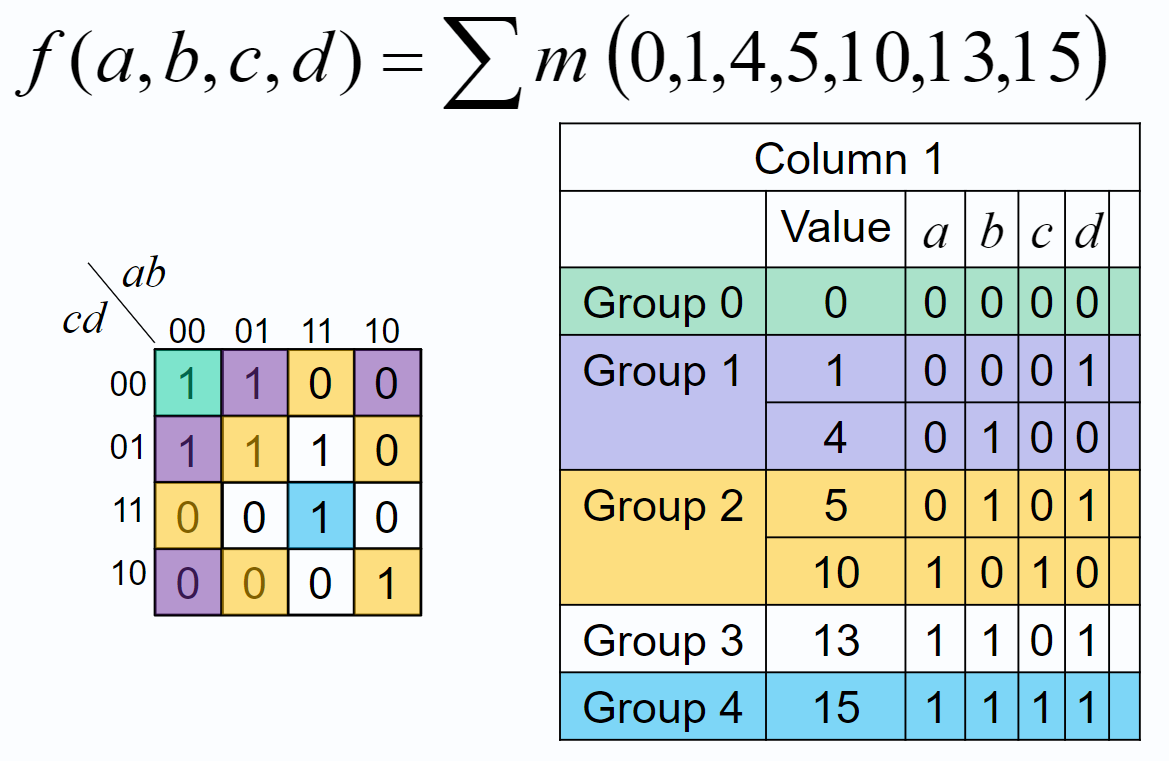 f(a,b,c,d) = ∑ m(0,1,4,5,10,13,15)
ab
cd
00 01 11 10
00 1 1 0 0
01 1 1 1 0
11 0 0 1 0
10 0 0 0 1
Column 1
Value a b c d
Group 0 0 0 0 0 0
Group 1 1 0 0 0 1
4 0 1 0 0
Group 2 5 0 1 0 1
10 1 0 1 0
Group 3 13 1 1 0 1
Group 4 15 1 1 1 1